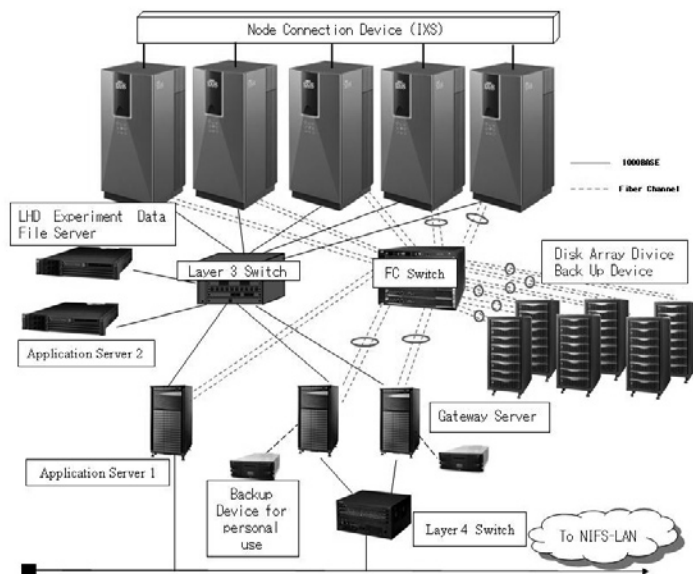 Node Connection Device (IXS)
1000BASE
Fiber Channel
LHD Experiment Data
File Server
Layer 3 Switch
FC Switch
Disk Array Divice
Back Up Device
Application Server 2
Gateway Server
Application Server 1
Backup
Device for
personal
use
Layer 4 Switch
To NIFS-LAN